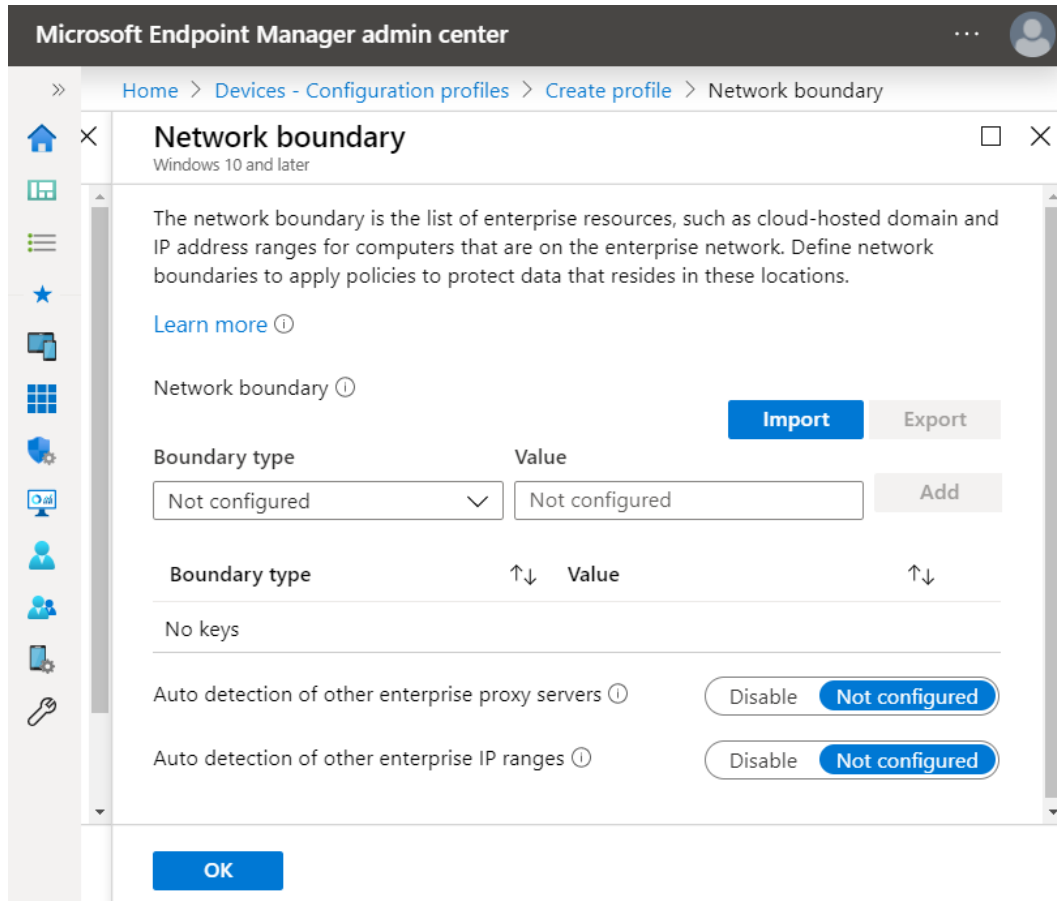 Microsoft Endpoint Manager admin center
Home > Devices - Configuration profiles > Create profile > Network boundary
Network boundary
Windows 10 and later
The network boundary is the list of enterprise resources, such as cloud-hosted domain and
IP address ranges for computers that are on the enterprise network. Define network
boundaries to apply policies to protect data that resides in these locations.
Learn more
Network boundary
Import Export
Boundary type Value
Not configured Not configured Add
Boundary type Value
No keys
Auto detection of other enterprise proxy servers Disable Not configured
Auto detection of other enterprise IP ranges Disable Not configured
OK